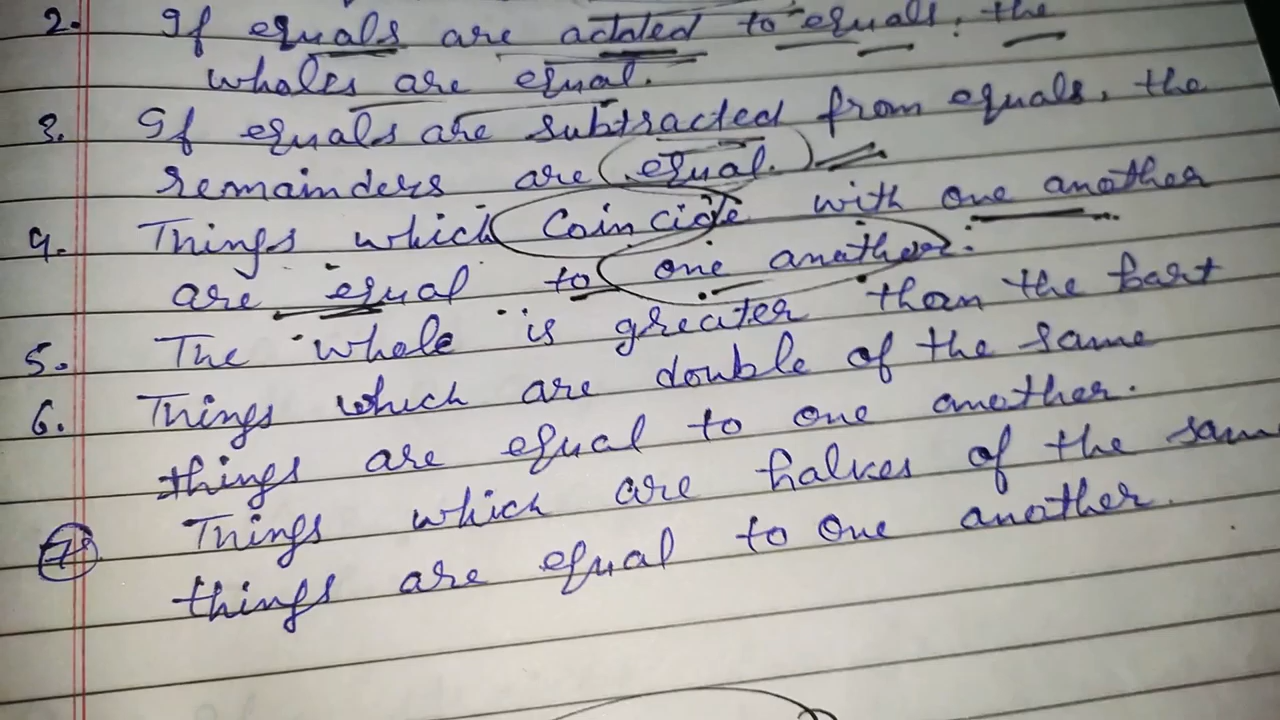 2. If equals are added to equals, the
wholes are equal.
3. If equals are subtracted from equals, the
remainders are equal.
4. Things which Coincide with one another
are equal to one another.
5. The whole is greater than the part
6. Things which are double of the same
things are equal to one another.
7. Things which are halves of the sam
things are equal to one another.